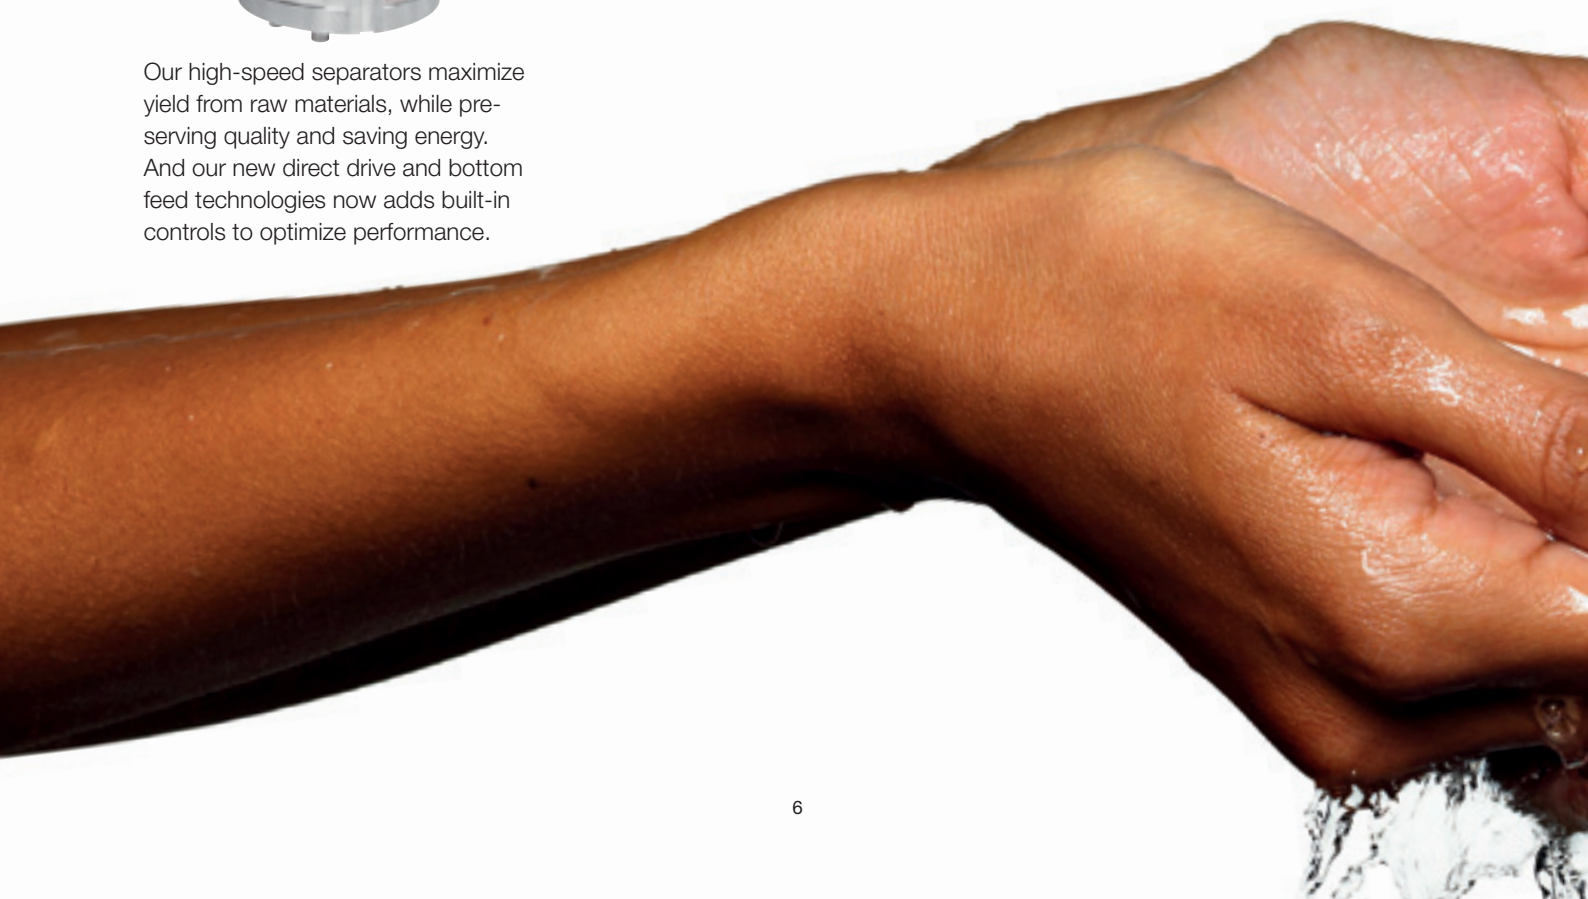 Our high-speed separators maximize
yield from raw materials, while pre-
serving quality and saving energy.
And our new direct drive and bottom
feed technologies now adds built-in
controls to optimize performance.
6